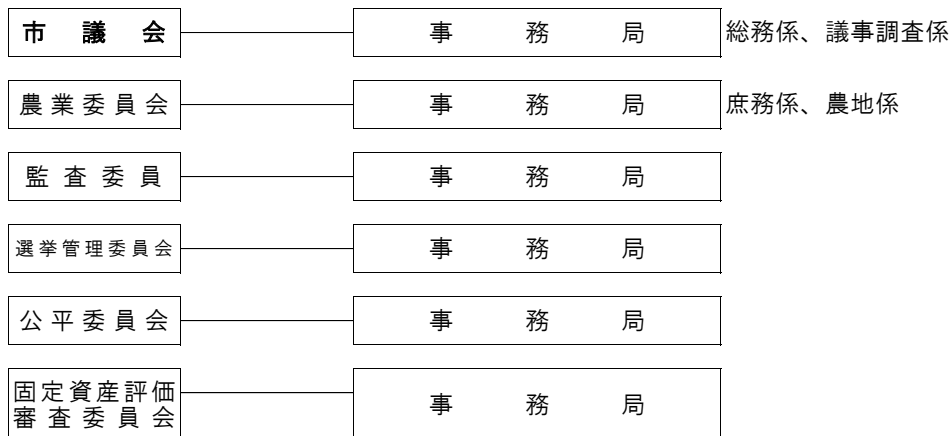 市議会 事務局 総務係、議事調査係
農業委員会 事務局 庶務係、農地係
監査委員 事務局
選挙管理委員会 事務局
公平委員会 事務局
固定資産評価
審査委員会 事務局